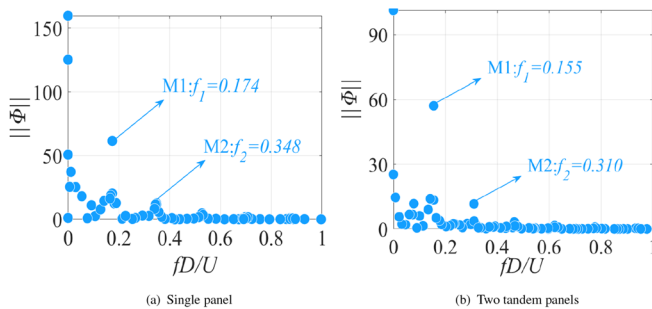 150
100
50
0
||Φ||
M1:f₁=0.174
M2:f₂=0.348
0 0.2 0.4 0.6 0.8 1
fD/U
(a) Single panel
90
60
30
0
||Φ||
M1:f₁=0.155
M2:f₂=0.310
0 0.2 0.4 0.6 0.8 1
fD/U
(b) Two tandem panels